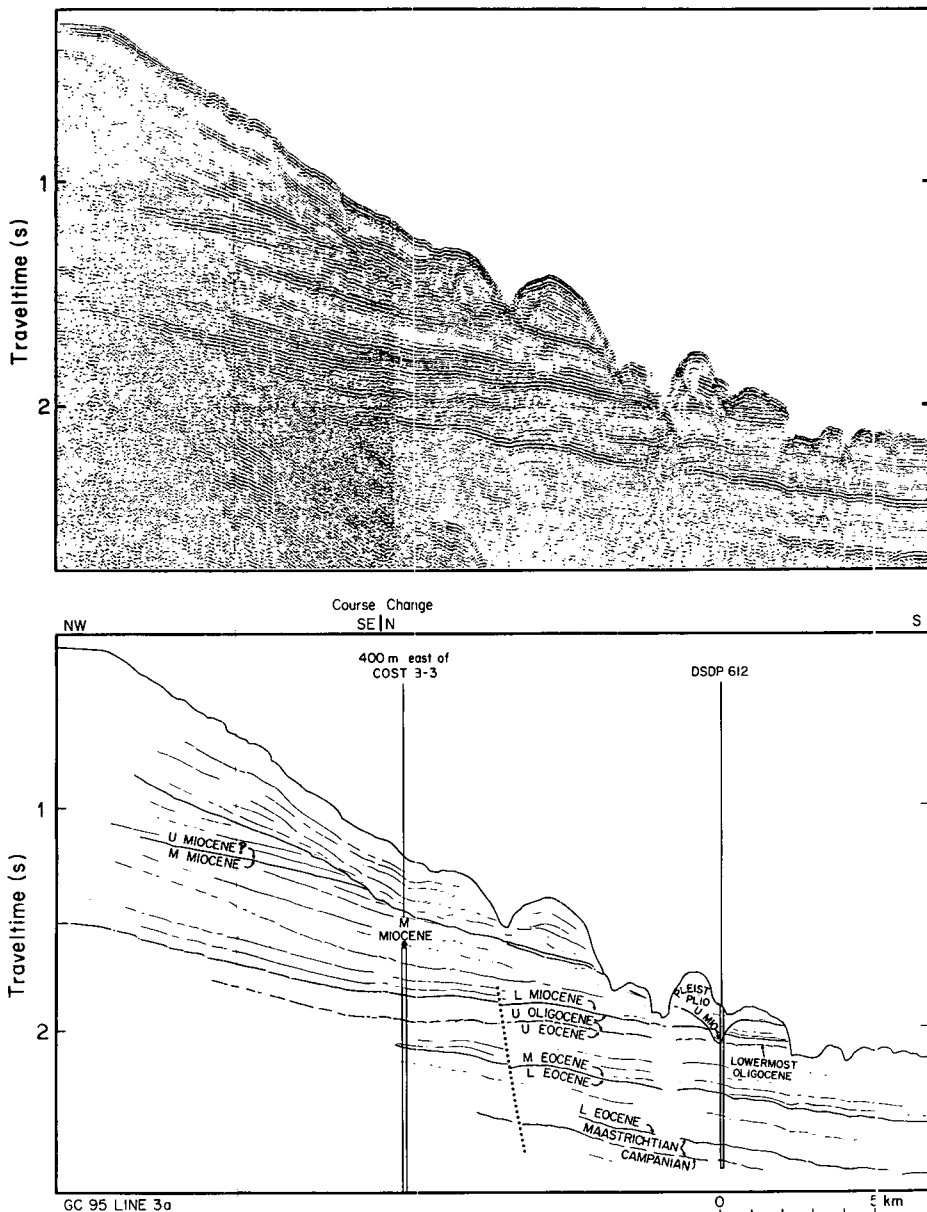 Traveltime (s)
1
2
Course Change
NW
SE | N
S
400 m east of
COST B-3
DSDP 612
Traveltime (s)
1
2
U MIOCENE ?
M MIOCENE
M
MIOCENE
PLEIST
PLIO
U MIO
L MIOCENE
U OLIGOCENE
U EOCENE
LOWERMOST
OLIGOCENE
M EOCENE
L EOCENE
L EOCENE
MAASTRICHTIAN
CAMPANIAN
GC 95 LINE 3a
0 5 km